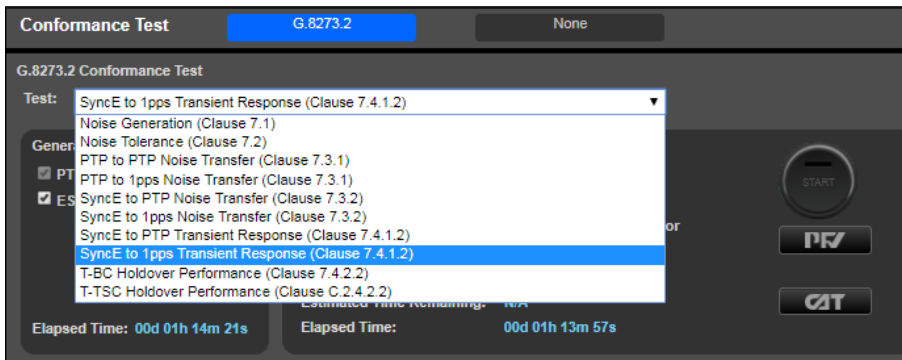 Conformance Test G.8273.2 None
G.8273.2 Conformance Test
Test: SyncE to 1pps Transient Response (Clause 7.4.1.2)
Noise Generation (Clause 7.1)
Noise Tolerance (Clause 7.2)
PTP to PTP Noise Transfer (Clause 7.3.1)
PTP to 1pps Noise Transfer (Clause 7.3.1)
SyncE to PTP Noise Transfer (Clause 7.3.2)
SyncE to 1pps Noise Transfer (Clause 7.3.2)
SyncE to PTP Transient Response (Clause 7.4.1.2)
SyncE to 1pps Transient Response (Clause 7.4.1.2)
T-BC Holdover Performance (Clause 7.4.2.2)
T-TSC Holdover Performance (Clause C.2.4.2.2)
START
CAT
Estimated Time Remaining: N/A
Elapsed Time: 00d 01h 14m 21s
Elapsed Time: 00d 01h 13m 57s